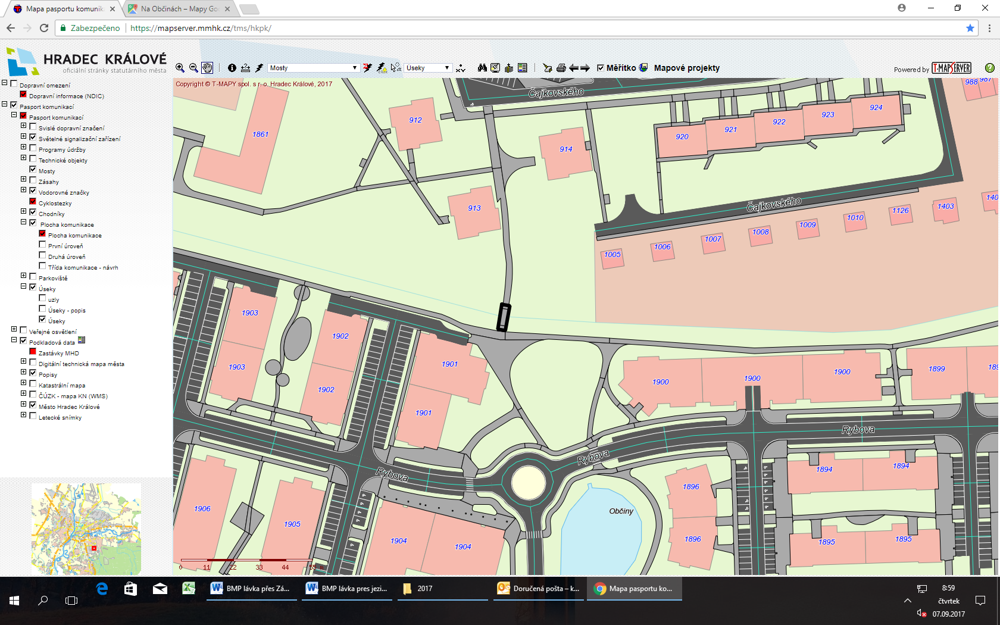 Mapa pasportu komunik
Na Občinách – Mapy Goo
Zabezpečeno
https://mapserver.mmhk.cz/tms/hkpk/
HRADEC KRÁLOVÉ
oficiální stránky statutárního města
Mosty
Úseky
Měřítko
Mapové projekty
Powered by T-MAPSERVER
Dopravní omezení
Dopravní informace (NDIC)
Pasport komunikací
Pasport komunikací
Svislé dopravní značení
Světelné signalizační zařízení
Programy údržby
Technické objekty
Mosty
Zásahy
Vodorovné značky
Cyklostezky
Chodníky
Plocha komunikace
Plocha komunikace
První úroveň
Druhá úroveň
Třída komunikace - návrh
Parkoviště
Úseky
uzly
Úseky - popis
Úseky
Veřejné osvětlení
Podkladová data
Zastávky MHD
Digitální technická mapa města
Popisy
Katastrální mapa
ČÚZK - mapa KN (WMS)
Město Hradec Králové
Letecké snímky
Copyright © T-MAPY spol. s r. o. Hradec Králové, 2017
Čajkovského
988
987
1861
912
914
920
921
922
923
924
913
Čajkovského
1005
1006
1007
1008
1009
1010
1126
1403
140
1903
1902
1901
1903
1902
1901
1900
1900
1900
1899
189
Rybova
Rybova
Rybova
1906
1905
1904
1904
Občiny
1896
1896
1894
1894
1895
1895
0 11 22 33 44 55 m
BMP lávka přes Zá...
BMP lávka pres jezi...
2017
Doručená pošta – k...
Mapa pasportu ko...
8:59
čtvrtek
07.09.2017